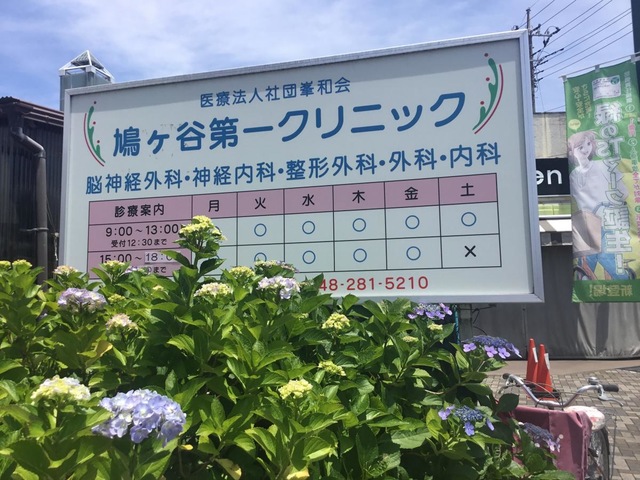 医療法人社団峯和会
鳩ヶ谷第一クリニック
脳神経外科・神経内科・整形外科・外科・内科
診療案内 月 火 水 木 金 土
9:00～13:00 ○ ○ ○ ○ ○
受付12:30まで
15:00～18: ○ ○ ○ ○ ×
48-281-5210
en